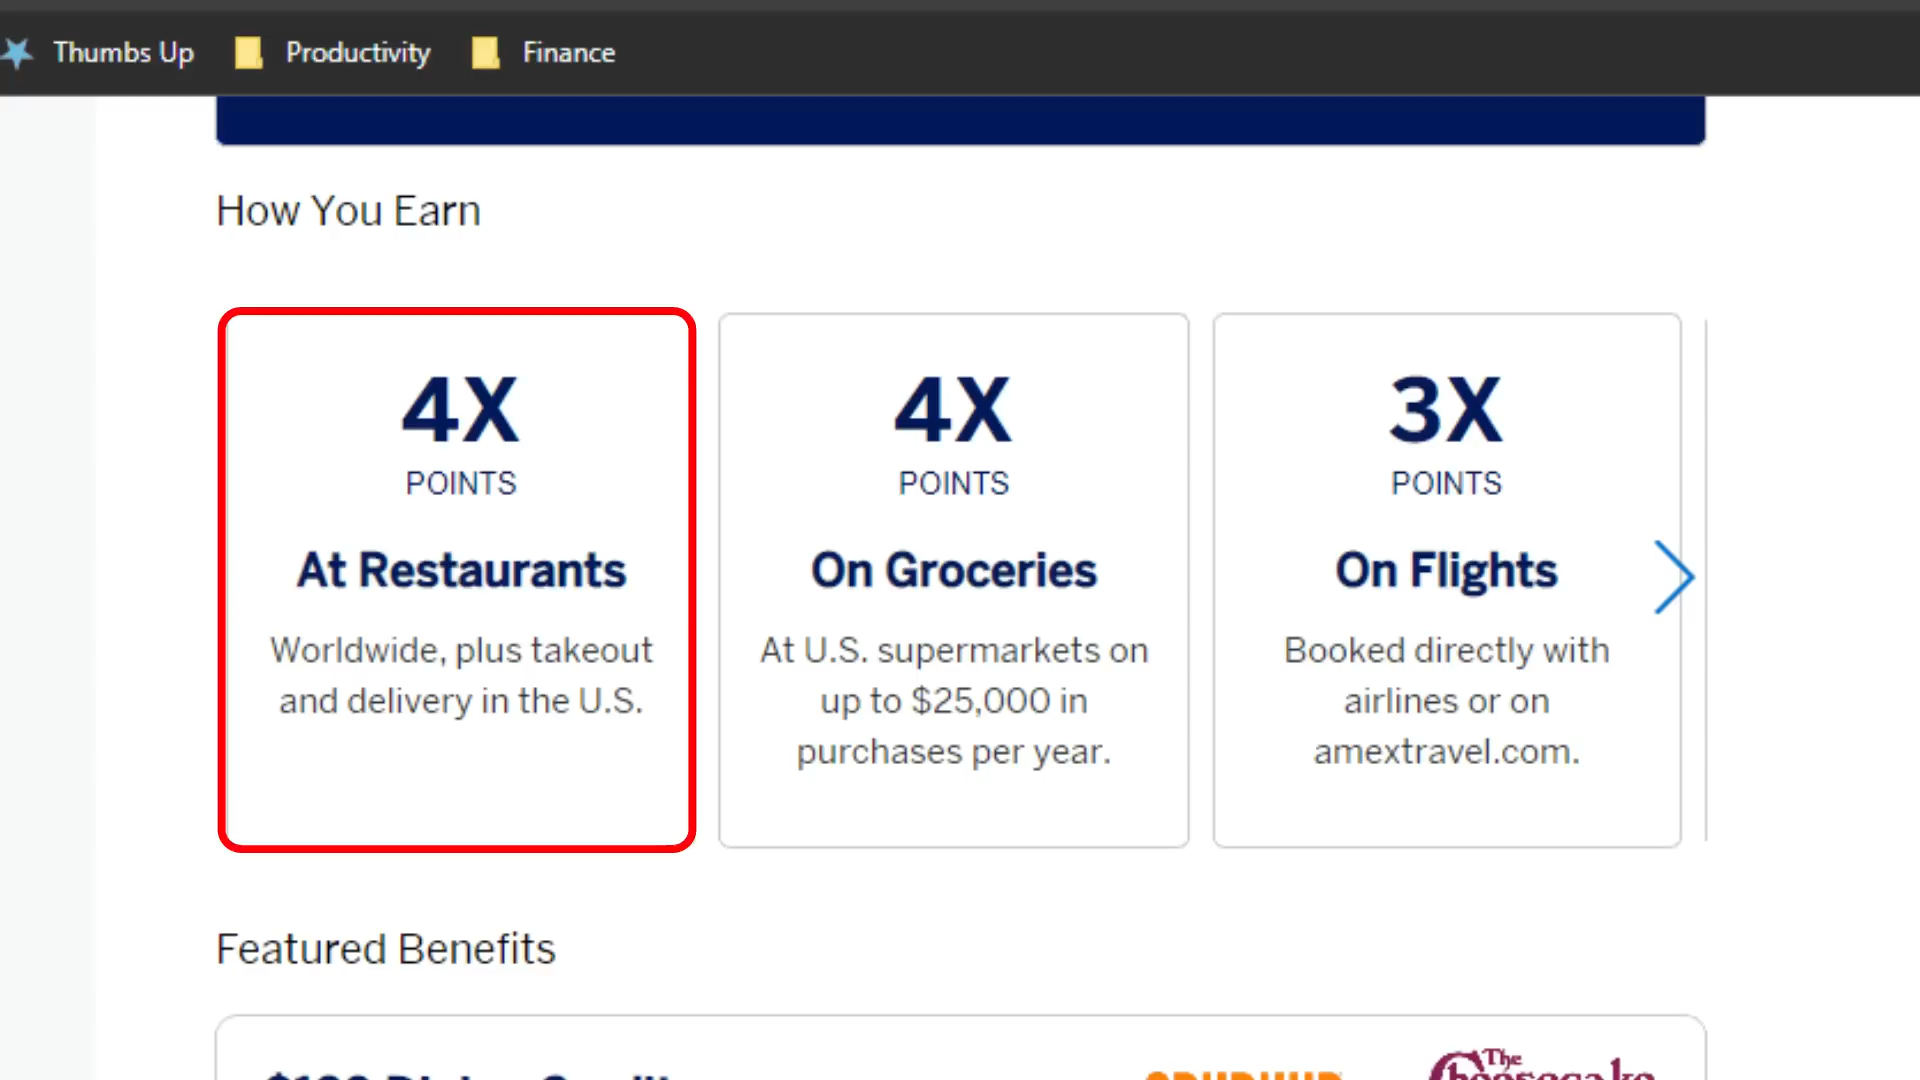 Thumbs Up Productivity Finance
How You Earn
4X
POINTS
At Restaurants
Worldwide, plus takeout
and delivery in the U.S.
4X
POINTS
On Groceries
At U.S. supermarkets on
up to $25,000 in
purchases per year.
3X
POINTS
On Flights
Booked directly with
airlines or on
amextravel.com.
Featured Benefits
The